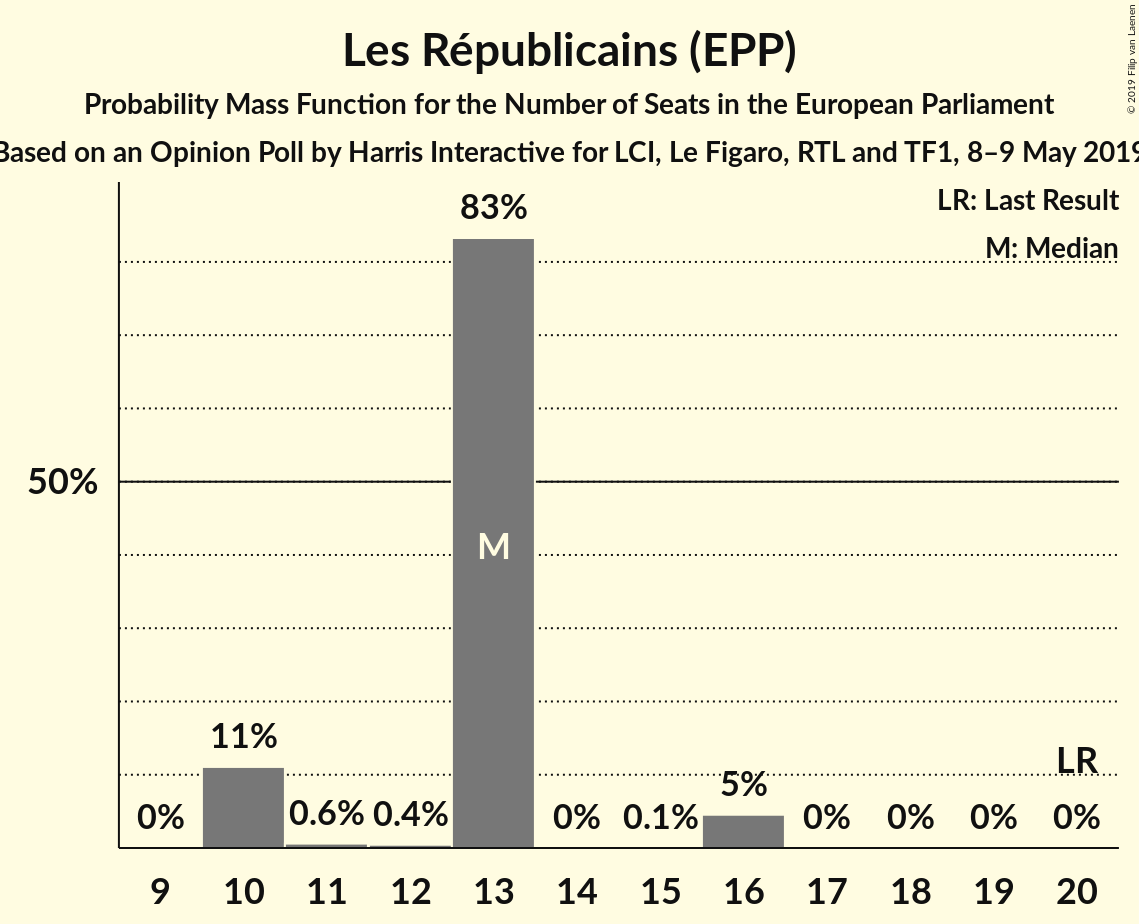 Les Républicains (EPP)
© 2019 Filip van Laenen
Probability Mass Function for the Number of Seats in the European Parliament
Based on an Opinion Poll by Harris Interactive for LCI, Le Figaro, RTL and TF1, 8–9 May 2019
LR: Last Result
M: Median
83%
50%
M
11%
LR
5%
0% 0.6% 0.4% 0% 0.1% 0% 0% 0% 0%
9 10 11 12 13 14 15 16 17 18 19 20